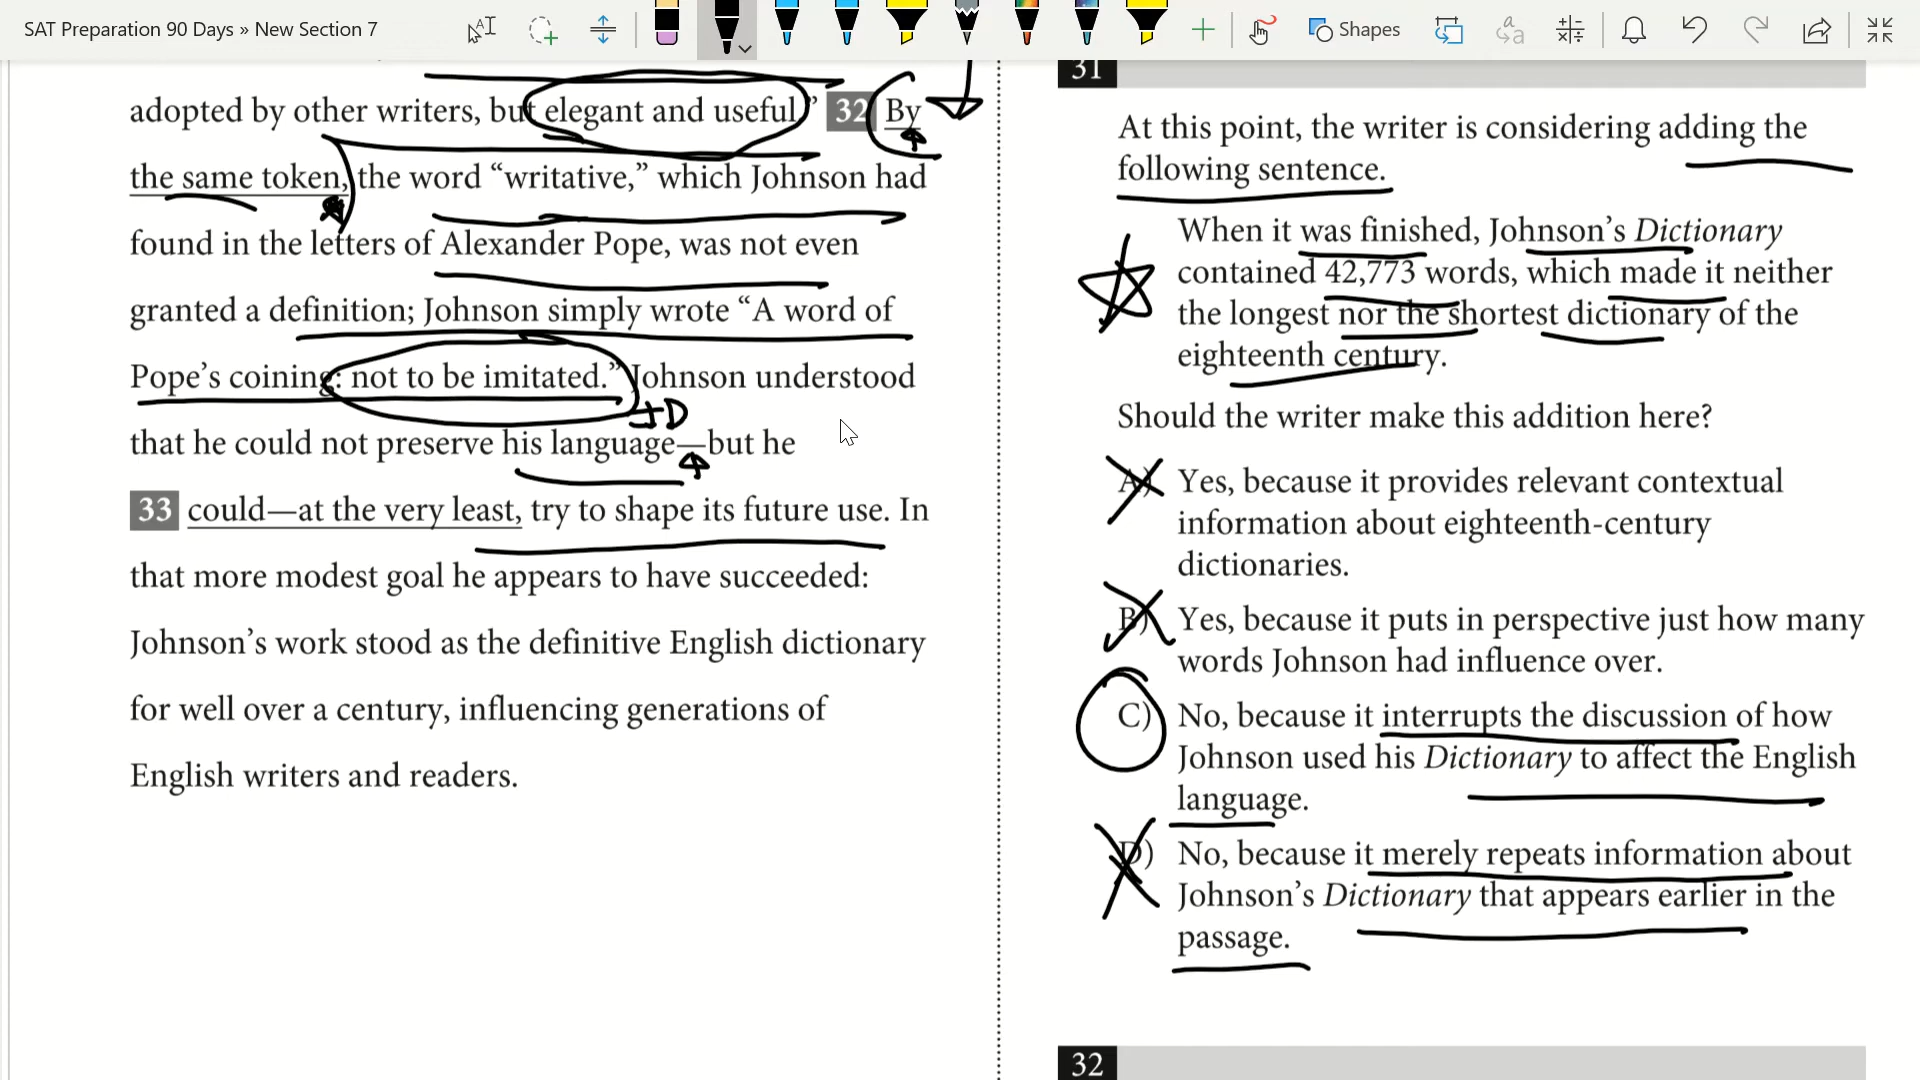 SAT Preparation 90 Days » New Section 7
Shapes
adopted by other writers, but elegant and useful.” 32 By
the same token, the word “writative,” which Johnson had
found in the letters of Alexander Pope, was not even
granted a definition; Johnson simply wrote “A word of
Pope’s coining: not to be imitated.” Johnson understood
ID
that he could not preserve his language—but he
33 could—at the very least, try to shape its future use. In
that more modest goal he appears to have succeeded:
Johnson’s work stood as the definitive English dictionary
for well over a century, influencing generations of
English writers and readers.
31
At this point, the writer is considering adding the
following sentence.
When it was finished, Johnson’s Dictionary
contained 42,773 words, which made it neither
the longest nor the shortest dictionary of the
eighteenth century.
Should the writer make this addition here?
A) Yes, because it provides relevant contextual
information about eighteenth-century
dictionaries.
B) Yes, because it puts in perspective just how many
words Johnson had influence over.
C) No, because it interrupts the discussion of how
Johnson used his Dictionary to affect the English
language.
D) No, because it merely repeats information about
Johnson’s Dictionary that appears earlier in the
passage.
32